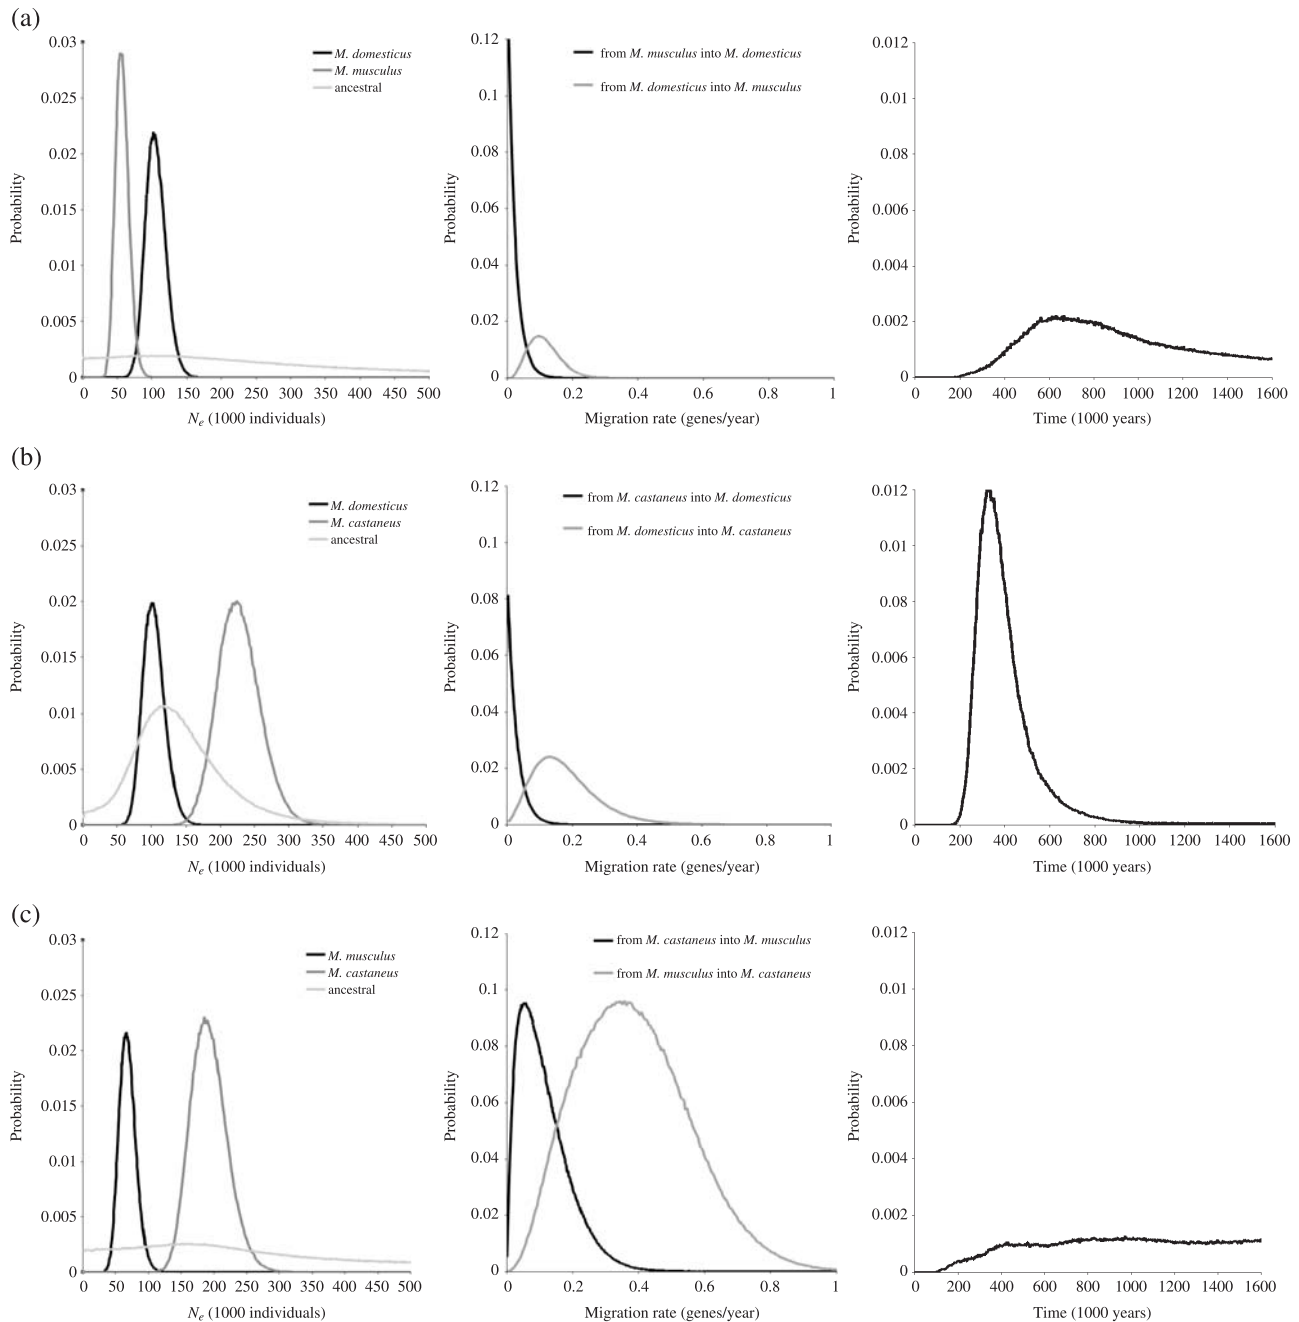 (a)
0.03
0.025
0.02
0.015
0.01
0.005
0
Probability
M. domesticus
M. musculus
ancestral
0 50 100 150 200 250 300 350 400 450 500
Ne (1000 individuals)
0.12
0.1
0.08
0.06
0.04
0.02
0
Probability
from M. musculus into M. domesticus
from M. domesticus into M. musculus
0 0.2 0.4 0.6 0.8 1
Migration rate (genes/year)
0.012
0.01
0.008
0.006
0.004
0.002
0
Probability
0 200 400 600 800 1000 1200 1400 1600
Time (1000 years)
(b)
0.03
0.025
0.02
0.015
0.01
0.005
0
Probability
M. domesticus
M. castaneus
ancestral
0 50 100 150 200 250 300 350 400 450 500
Ne (1000 individuals)
0.12
0.1
0.08
0.06
0.04
0.02
0
Probability
from M. castaneus into M. domesticus
from M. domesticus into M. castaneus
0 0.2 0.4 0.6 0.8 1
Migration rate (genes/year)
0.012
0.01
0.008
0.006
0.004
0.002
0
Probability
0 200 400 600 800 1000 1200 1400 1600
Time (1000 years)
(c)
0.03
0.025
0.02
0.015
0.01
0.005
0
Probability
M. musculus
M. castaneus
ancestral
0 50 100 150 200 250 300 350 400 450 500
Ne (1000 individuals)
0.12
0.1
0.08
0.06
0.04
0.02
0
Probability
from M. castaneus into M. musculus
from M. musculus into M. castaneus
0 0.2 0.4 0.6 0.8 1
Migration rate (genes/year)
0.012
0.01
0.008
0.006
0.004
0.002
0
Probability
0 200 400 600 800 1000 1200 1400 1600
Time (1000 years)